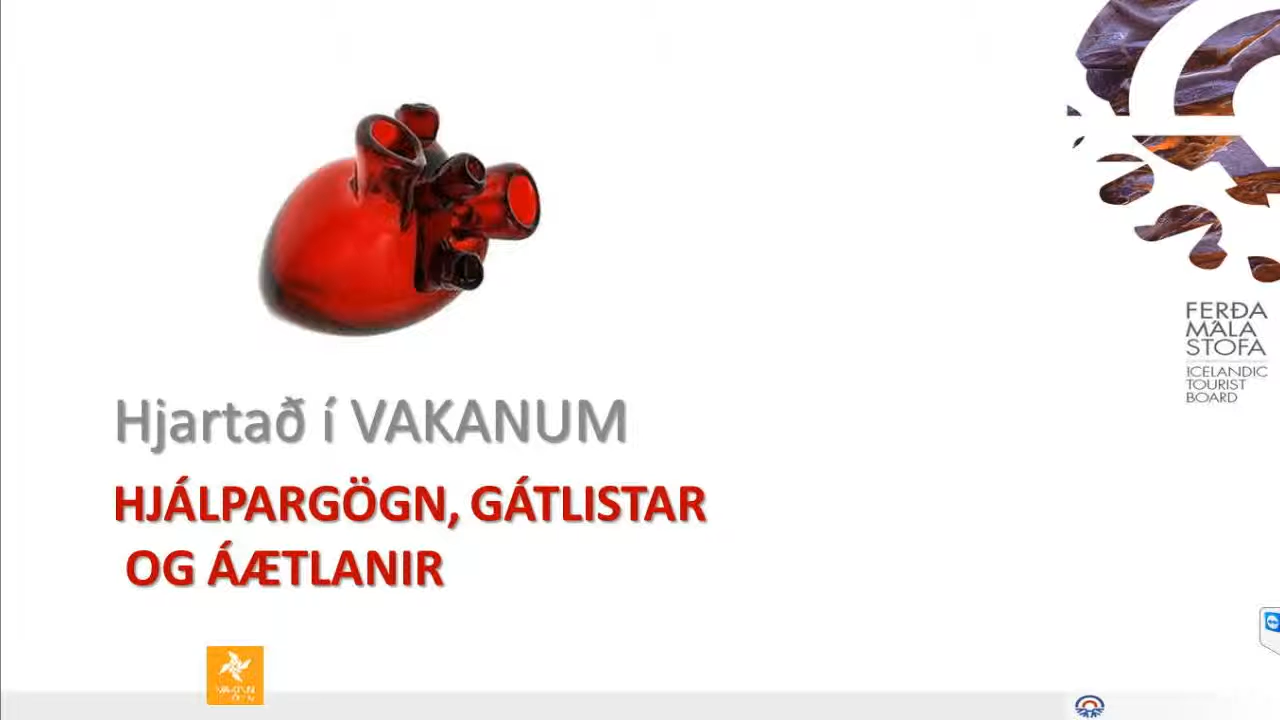 FERÐA
MÁLA
STOFA
ICELANDIC
TOURIST
BOARD
Hjartað í VAKANUM
HJÁLPARGÖGN, GÁTLISTAR
OG ÁÆTLANIR